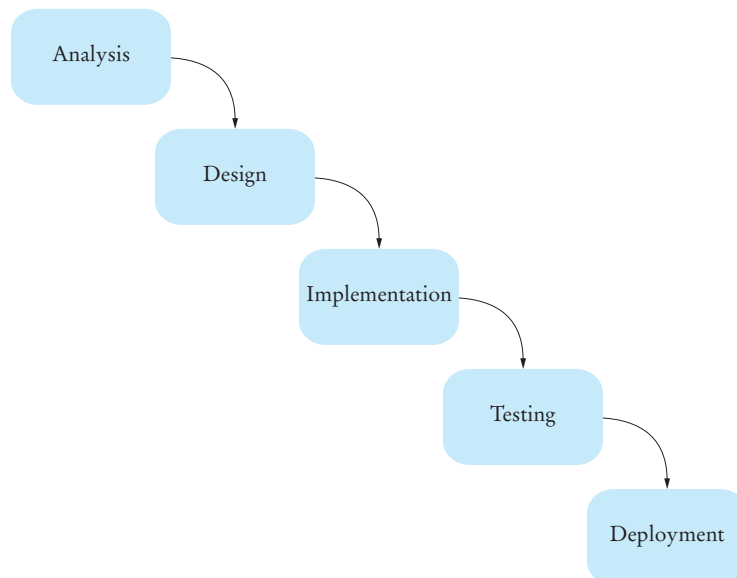 Analysis
Design
Implementation
Testing
Deployment